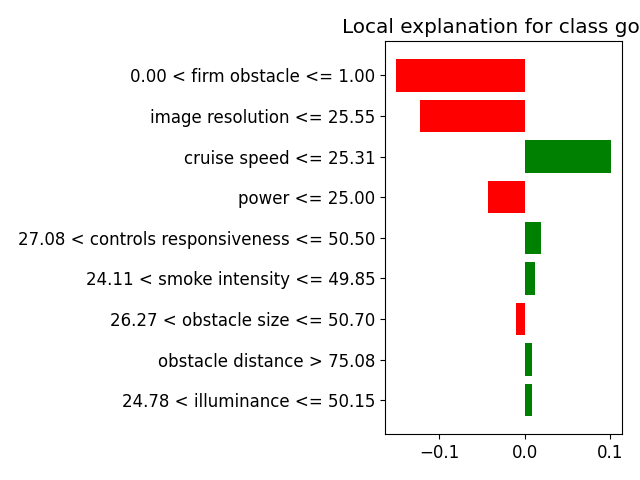 Local explanation for class go
0.00 < firm obstacle <= 1.00
image resolution <= 25.55
cruise speed <= 25.31
power <= 25.00
27.08 < controls responsiveness <= 50.50
24.11 < smoke intensity <= 49.85
26.27 < obstacle size <= 50.70
obstacle distance > 75.08
24.78 < illuminance <= 50.15
−0.1 0.0 0.1